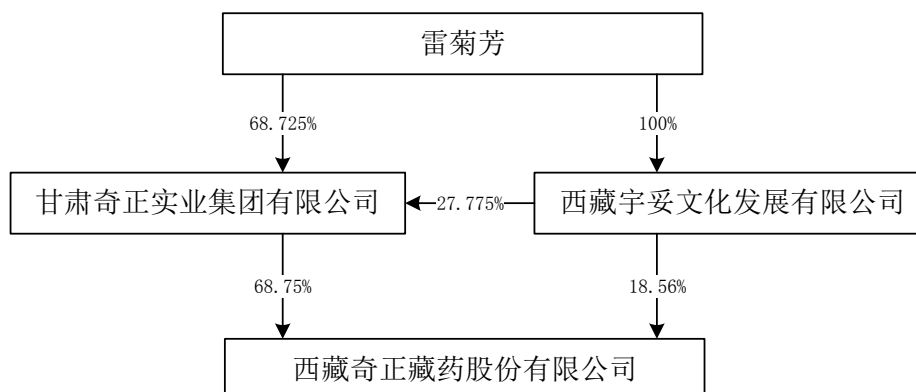 雷菊芳
68.725%
100%
甘肃奇正实业集团有限公司
27.775%
西藏宇妥文化发展有限公司
68.75%
18.56%
西藏奇正藏药股份有限公司